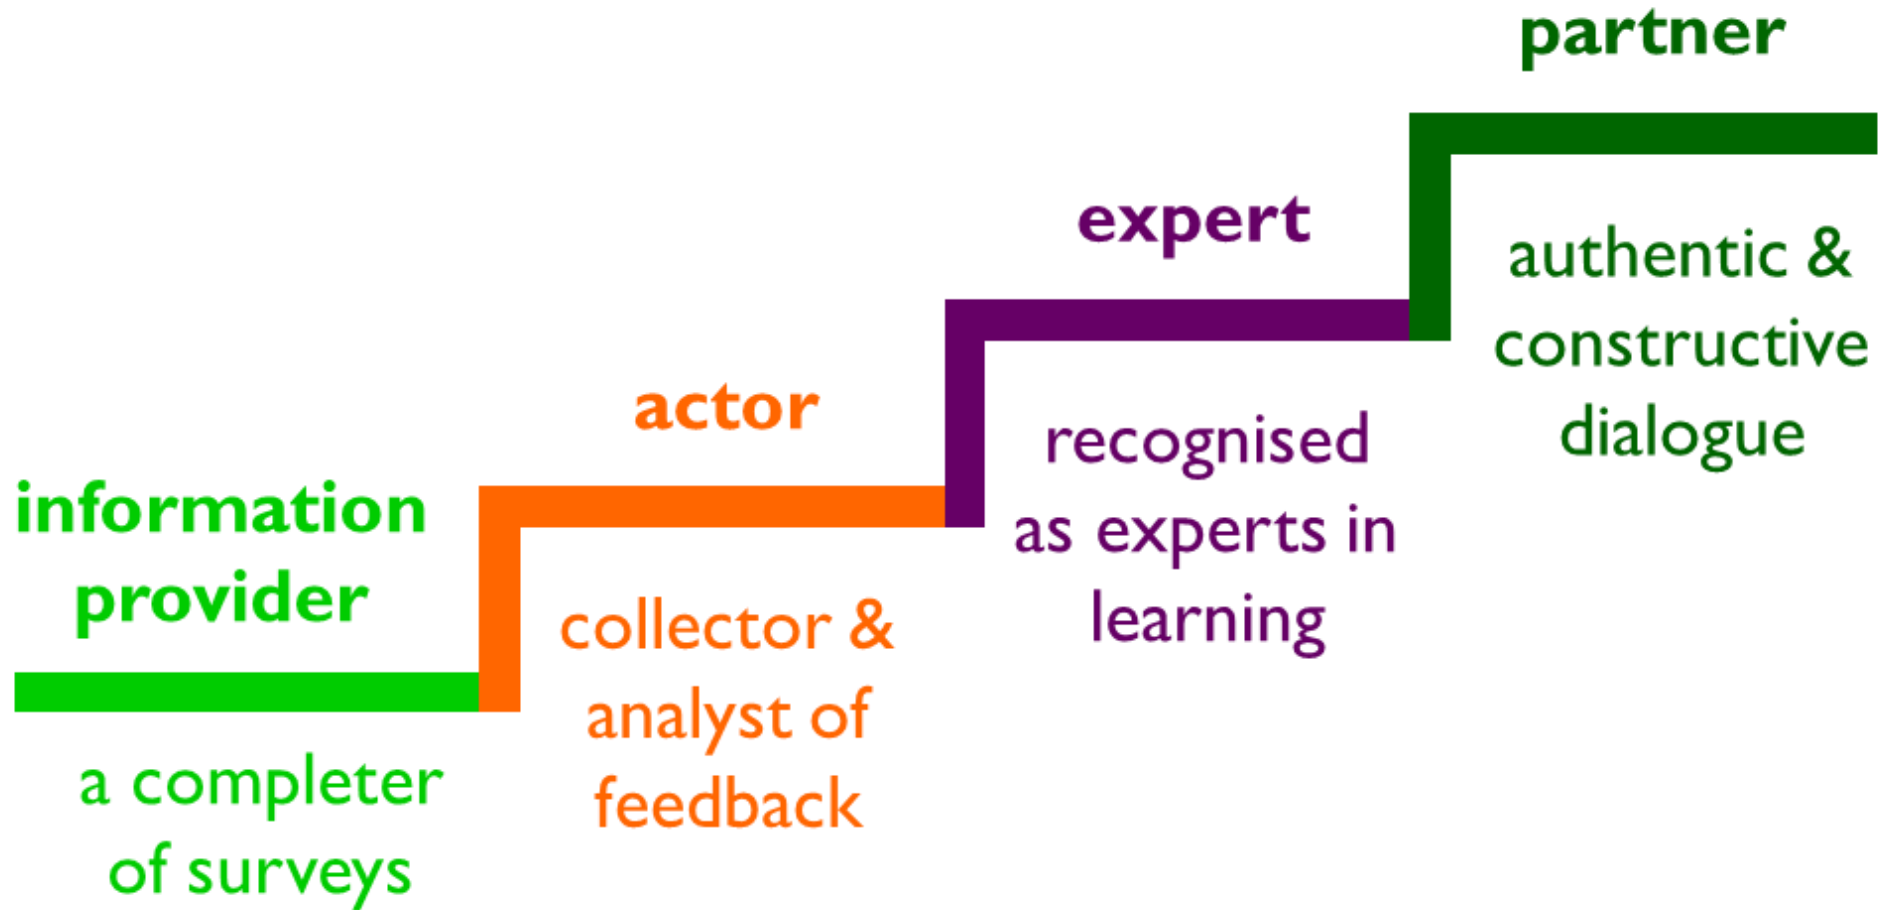 information
provider
a completer
of surveys
actor
collector &
analyst of
feedback
expert
recognised
as experts in
learning
partner
authentic &
constructive
dialogue